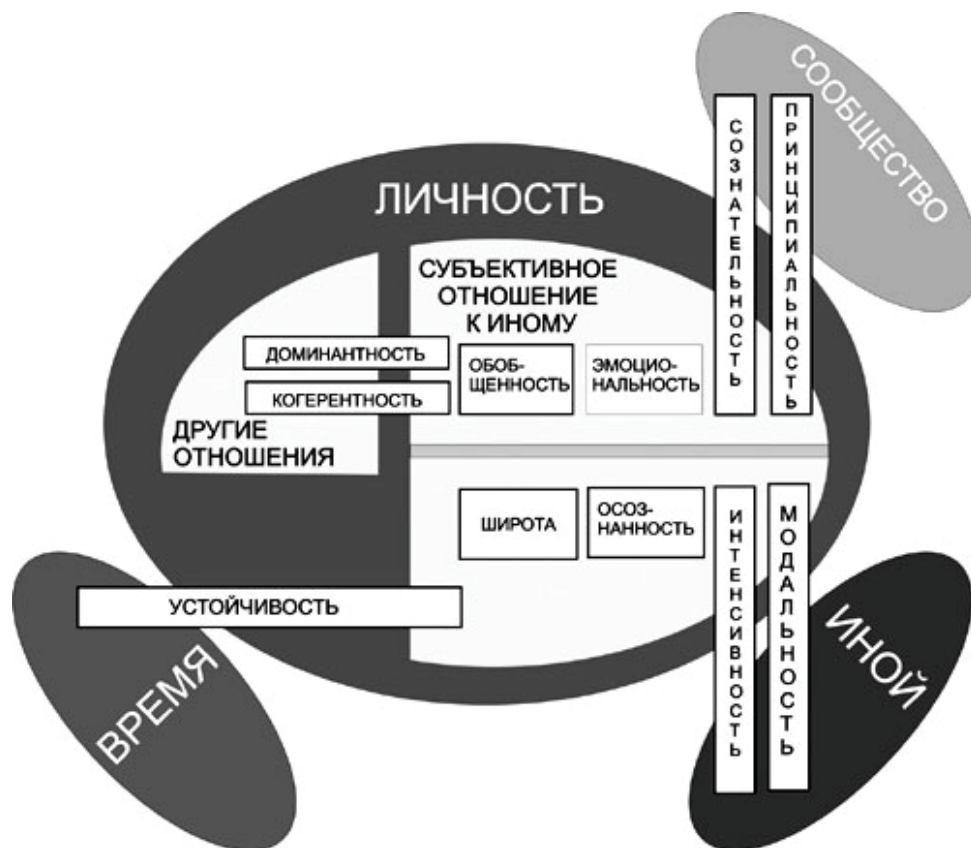 СООБЩЕСТВО
ЛИЧНОСТЬ
СОЗНАТЕЛЬНОСТЬ
ПРИНЦИПИАЛЬНОСТЬ
СУБЪЕКТИВНОЕ
ОТНОШЕНИЕ
К ИНОМУ
ДОМИНАНТНОСТЬ
КОГЕРЕНТНОСТЬ
ОБОБ-
ЩЕННОСТЬ
ЭМОЦИО-
НАЛЬНОСТЬ
ДРУГИЕ
ОТНОШЕНИЯ
ШИРОТА
ОСОЗ-
НАННОСТЬ
ИНТЕНСИВНОСТЬ
МОДАЛЬНОСТЬ
УСТОЙЧИВОСТЬ
ВРЕМЯ
ИНОЙ